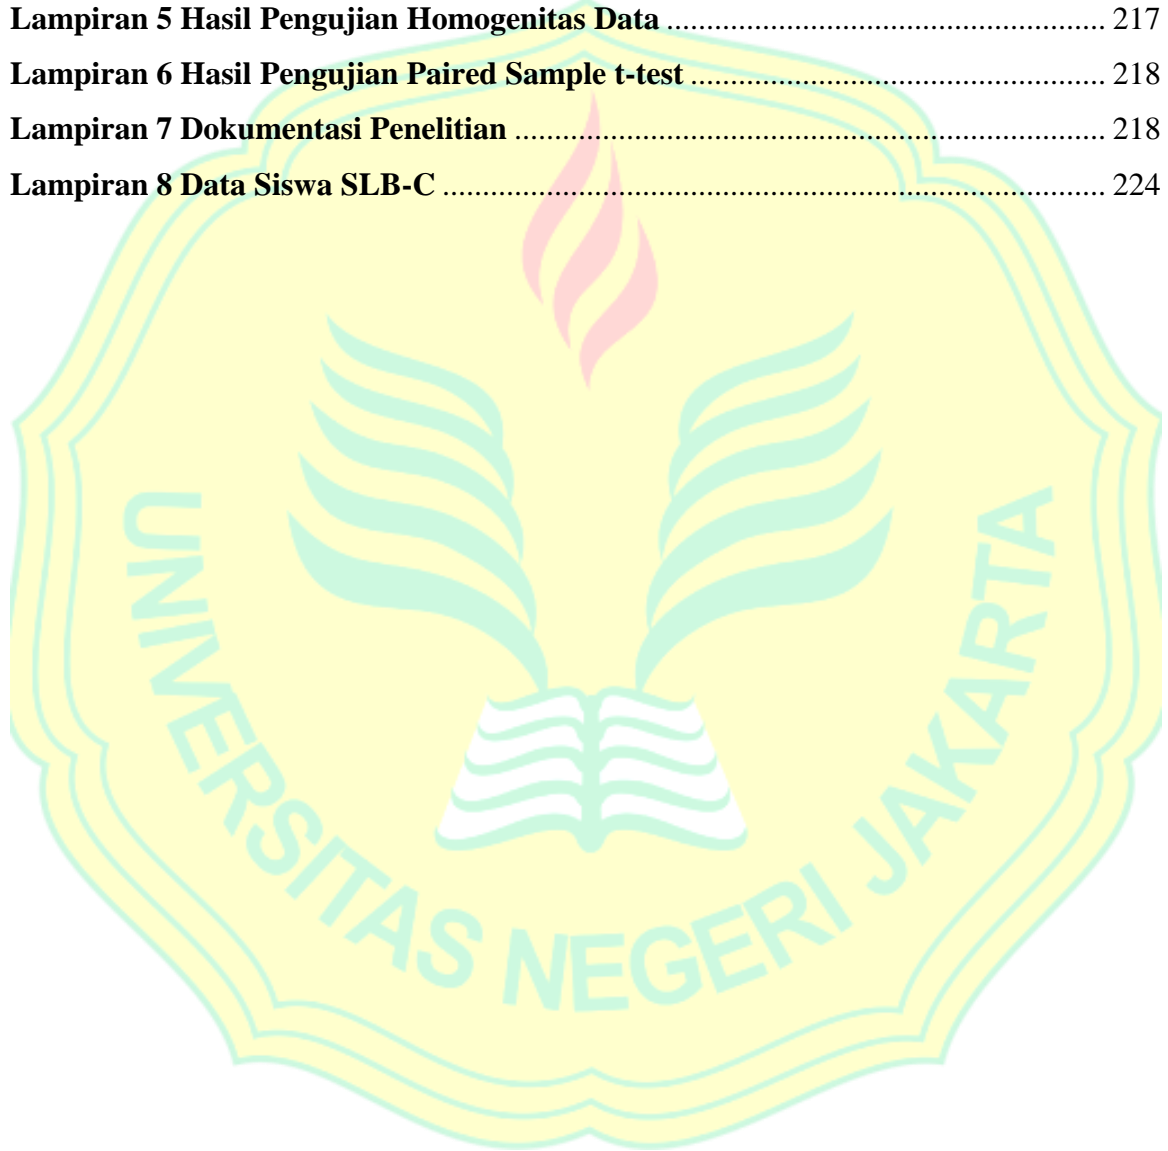 Lampiran 5 Hasil Pengujian Homogenitas Data ........................................................ 217
Lampiran 6 Hasil Pengujian Paired Sample t-test ..................................................... 218
Lampiran 7 Dokumentasi Penelitian ........................................................................... 218
Lampiran 8 Data Siswa SLB-C .................................................................................... 224
UNIVERSITAS NEGERI JAKARTA